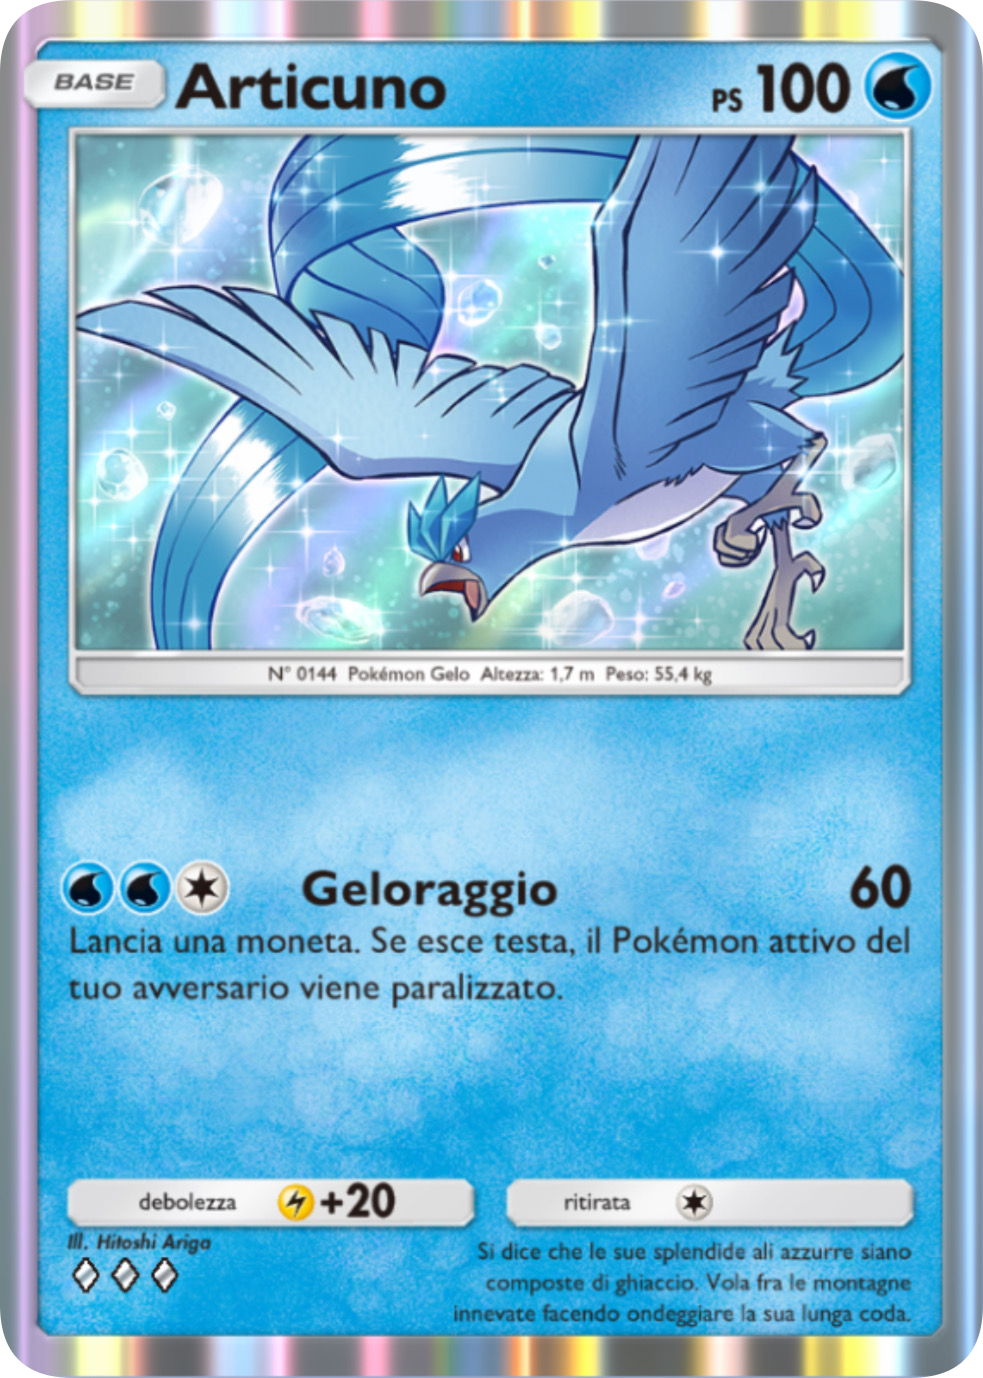 BASE
Articuno
PS 100
N° 0144 Pokémon Gelo Altezza: 1,7 m Peso: 55,4 kg
Geloraggio 60
Lancia una moneta. Se esce testa, il Pokémon attivo del
tuo avversario viene paralizzato.
debolezza +20
ritirata
Ill. Hitoshi Ariga
Si dice che le sue splendide ali azzurre siano
composte di ghiaccio. Vola fra le montagne
innevate facendo ondeggiare la sua lunga coda.